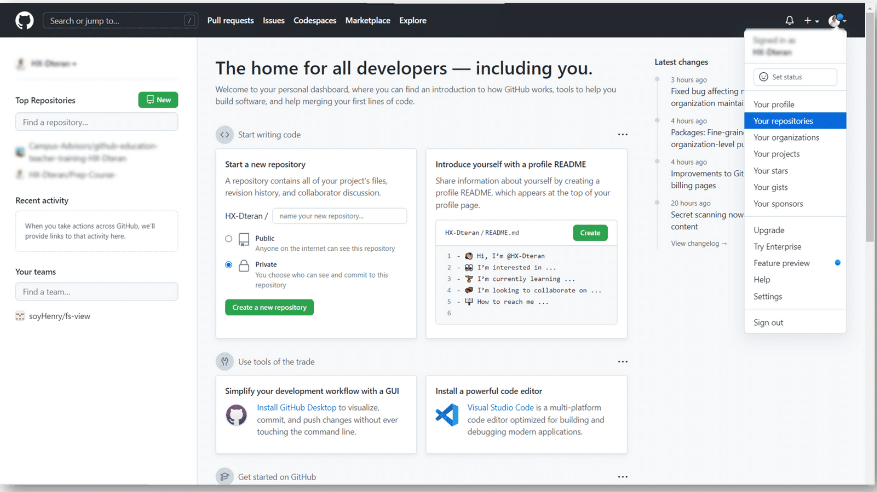 Search or jump to...
/
Pull requests
Issues
Codespaces
Marketplace
Explore
HX-Dteran
Top Repositories
New
Find a repository...
Campus-Advisors/github-education-
teacher-training-HX-Dteran
HX-Dteran/Prep-Course-
Recent activity
When you take actions across GitHub, we'll
provide links to that activity here.
Your teams
Find a team...
soyHenry/fs-view
The home for all developers — including you.
Welcome to your personal dashboard, where you can find an introduction to how GitHub works, tools to help you
build software, and help merging your first lines of code.
Start writing code
Start a new repository
A repository contains all of your project's files,
revision history, and collaborator discussion.
HX-Dteran /
name your new repository...
Public
Anyone on the internet can see this repository
Private
You choose who can see and commit to this
repository
Create a new repository
Introduce yourself with a profile README
Share information about yourself by creating a
profile README, which appears at the top of your
profile page.
HX-Dteran/README.md
Create
1 - 👋 Hi, I'm @HX-Dteran
2 - 👀 I'm interested in ...
3 - 🌱 I'm currently learning ...
4 - 💞️ I'm looking to collaborate on ...
5 - 📫 How to reach me ...
6
Use tools of the trade
Simplify your development workflow with a GUI
Install GitHub Desktop to visualize,
commit, and push changes without ever
touching the command line.
Install a powerful code editor
Visual Studio Code is a multi-platform
code editor optimized for building and
debugging modern applications.
Get started on GitHub
Latest changes
3 hours ago
Fixed bug affecting
organization
4 hours ago
Packages:
organization-level
4 hours ago
Improvements to
billing pages
20 hours ago
Secret scanning now
content
View changelog →
Signed in as
HX-Dteran
Set status
Your profile
Your repositories
Your organizations
Your projects
Your stars
Your gists
Your sponsors
Upgrade
Try Enterprise
Feature preview
Help
Settings
Sign out